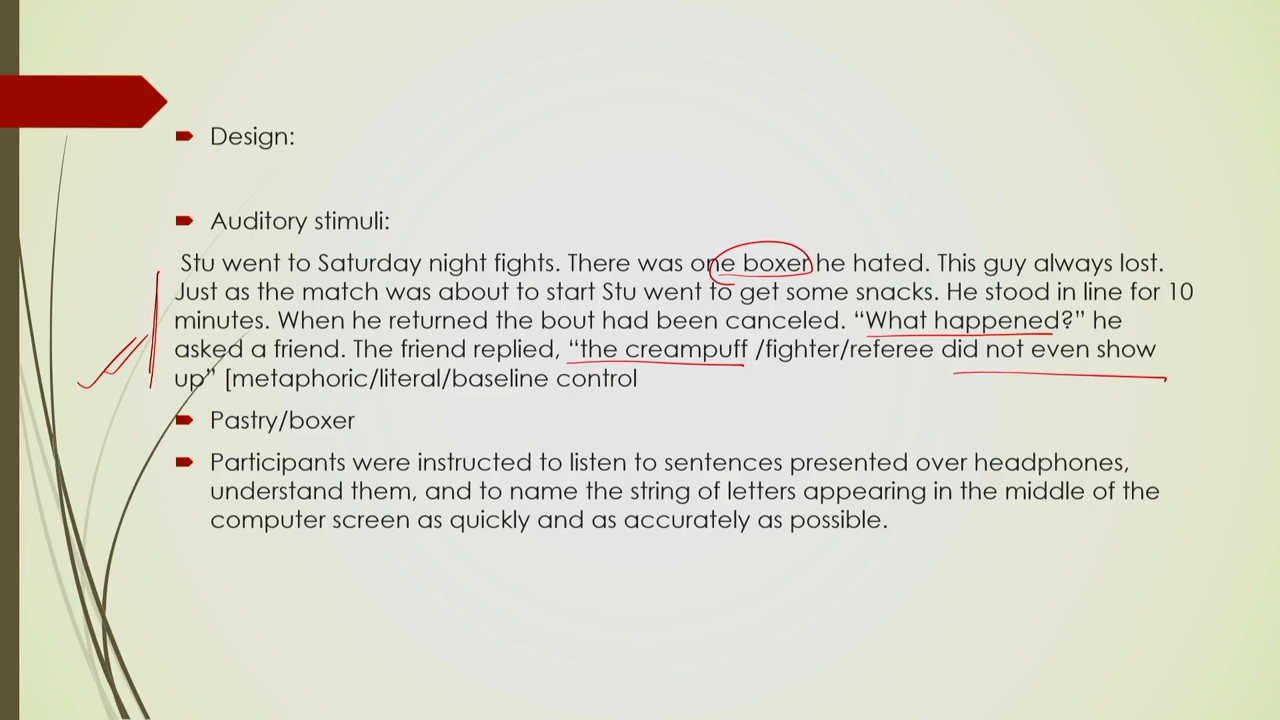 Design:
Auditory stimuli:
Stu went to Saturday night fights. There was one boxer he hated. This guy always lost.
Just as the match was about to start Stu went to get some snacks. He stood in line for 10
minutes. When he returned the bout had been canceled. “What happened?” he
asked a friend. The friend replied, “the creampuff /fighter/referee did not even show
up” [metaphoric/literal/baseline control
Pastry/boxer
Participants were instructed to listen to sentences presented over headphones,
understand them, and to name the string of letters appearing in the middle of the
computer screen as quickly and as accurately as possible.